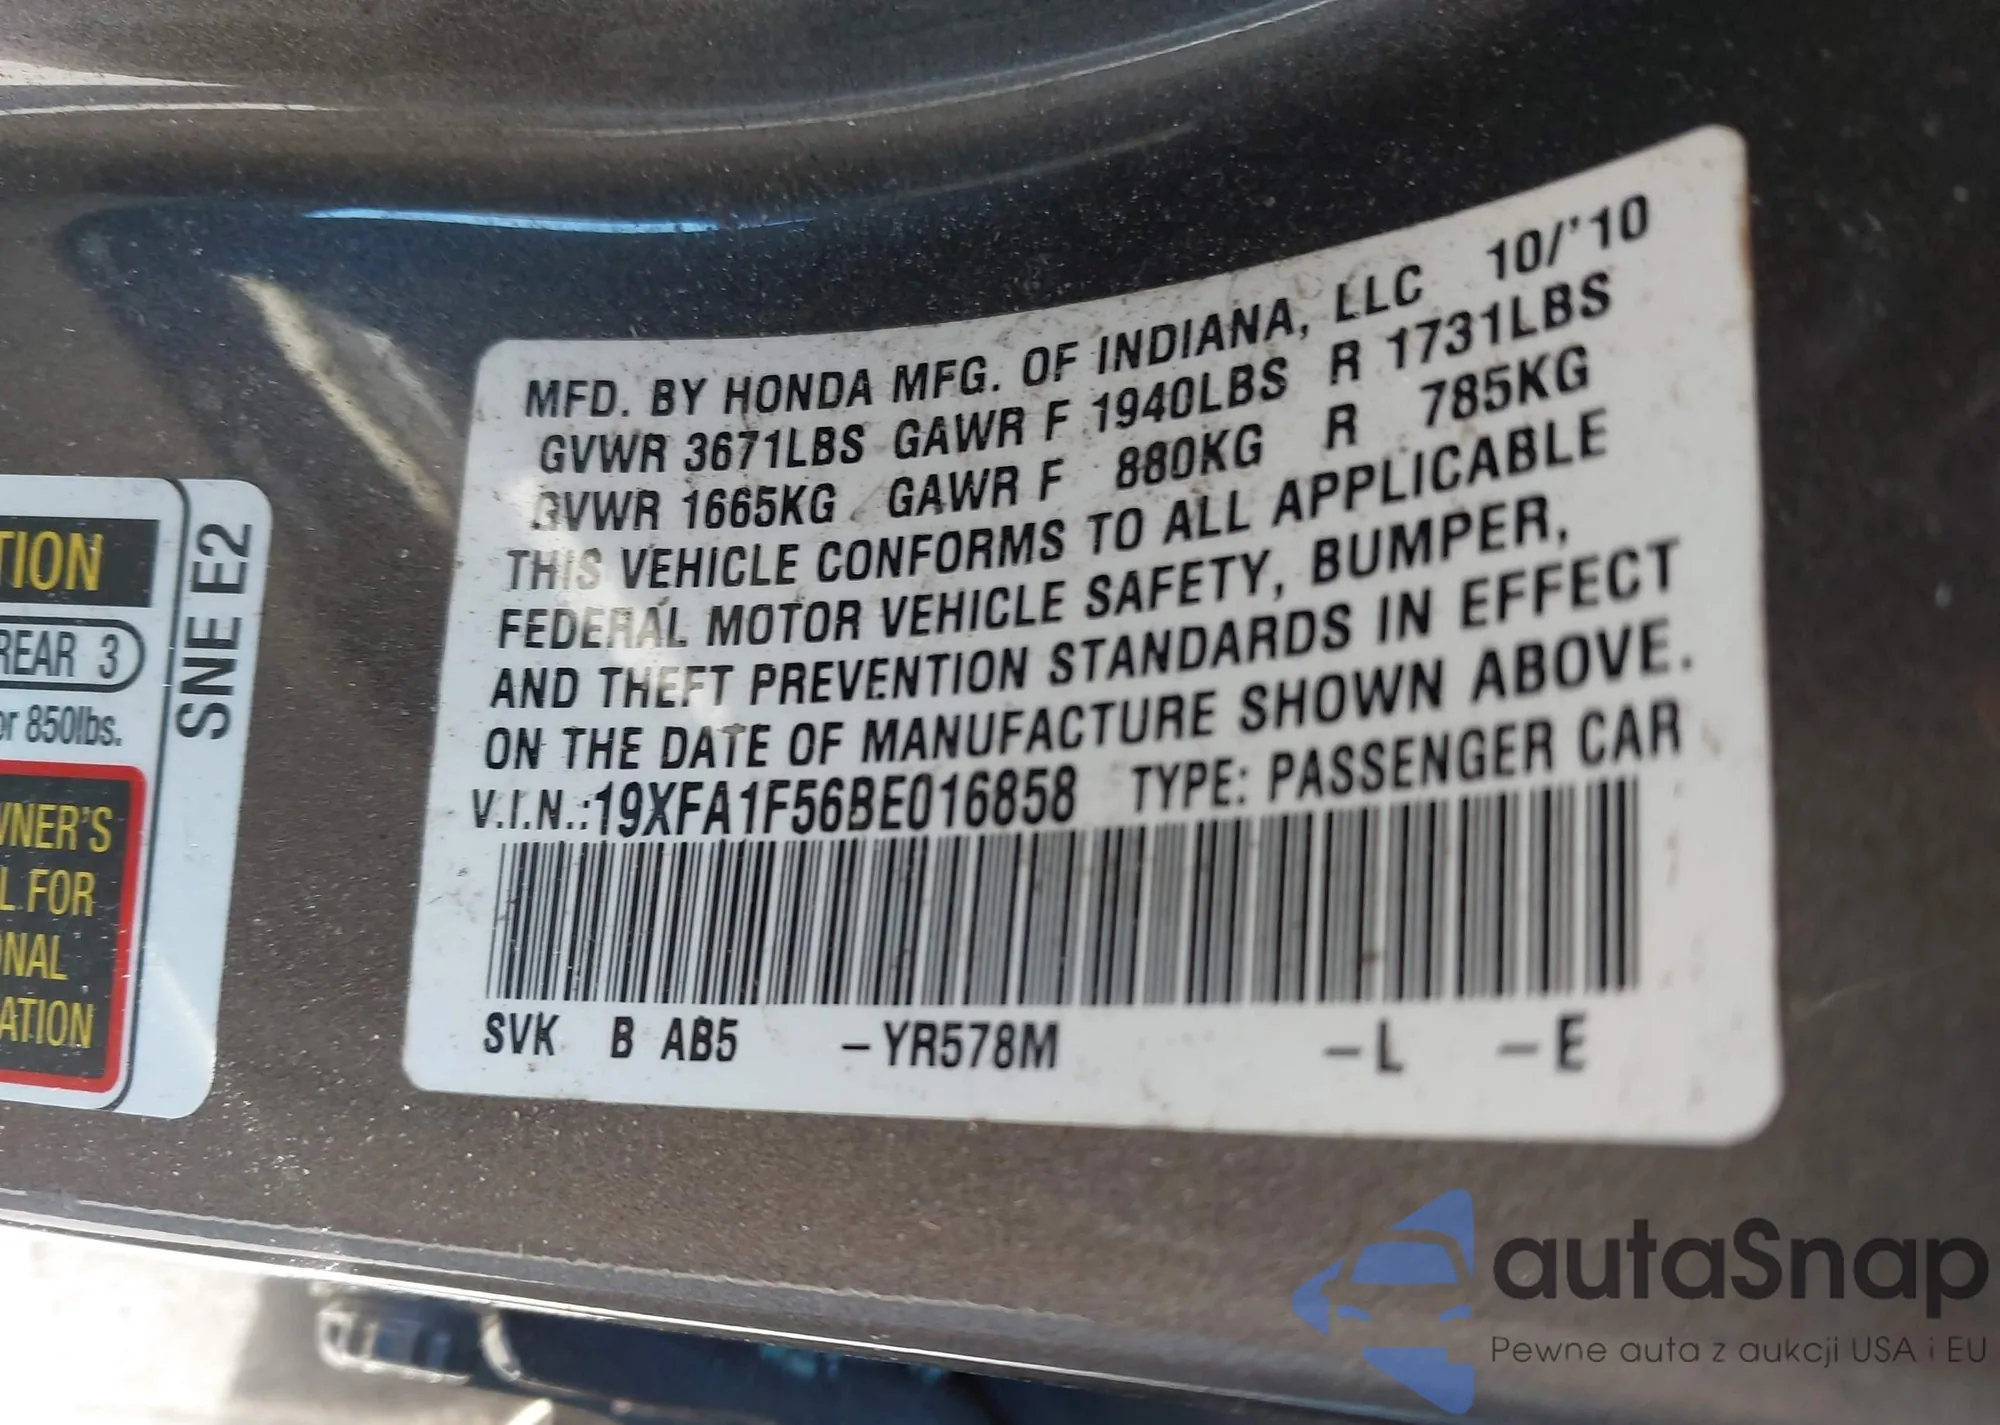 MFD. BY HONDA MFG. OF INDIANA, LLC 10/'10
GVWR 3671LBS GAWR F 1940LBS R 1731LBS
GVWR 1665KG GAWR F 880KG R 785KG
THIS VEHICLE CONFORMS TO ALL APPLICABLE
FEDERAL MOTOR VEHICLE SAFETY, BUMPER,
AND THEFT PREVENTION STANDARDS IN EFFECT
ON THE DATE OF MANUFACTURE SHOWN ABOVE.
V.I.N.:19XFA1F56BE016858 TYPE: PASSENGER CAR
SVK B AB5 –YR578M –L –E
TION
REAR 3
or 850lbs.
WNER'S
L FOR
ONAL
ATION
SNE E2
autaSnap
Pewne auta z aukcji USA i EU